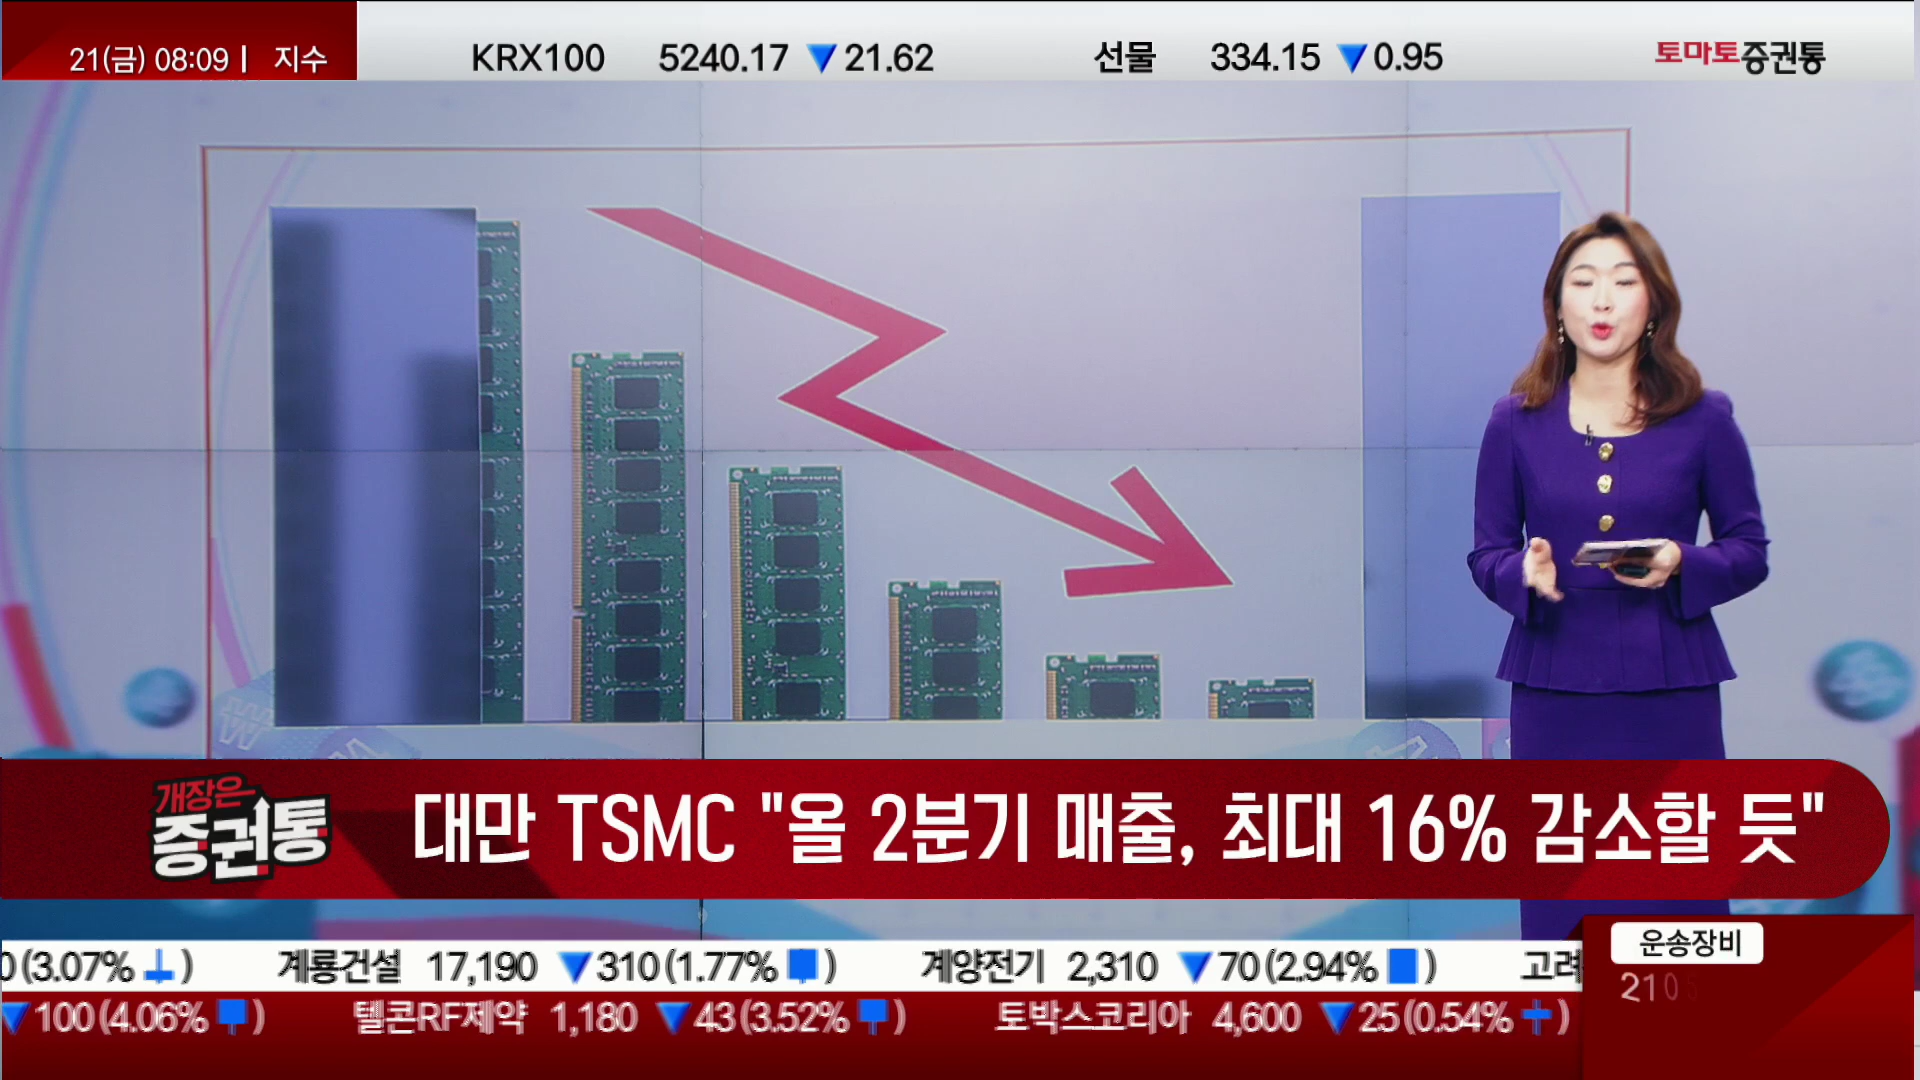 21(금) 08:09 | 지수 KRX100 5240.17 ▼21.62 선물 334.15 ▼0.95 토마토증권통
개장은
증권통
대만 TSMC "올 2분기 매출, 최대 16% 감소할 듯"
0(3.07% ) 계룡건설 17,190 ▼310(1.77% ) 계양전기 2,310 ▼70(2.94% ) 고려
운송장비
210
▼100(4.06% ) 텔콘RF제약 1,180 ▼43(3.52% ) 토박스코리아 4,600 ▼25(0.54% )